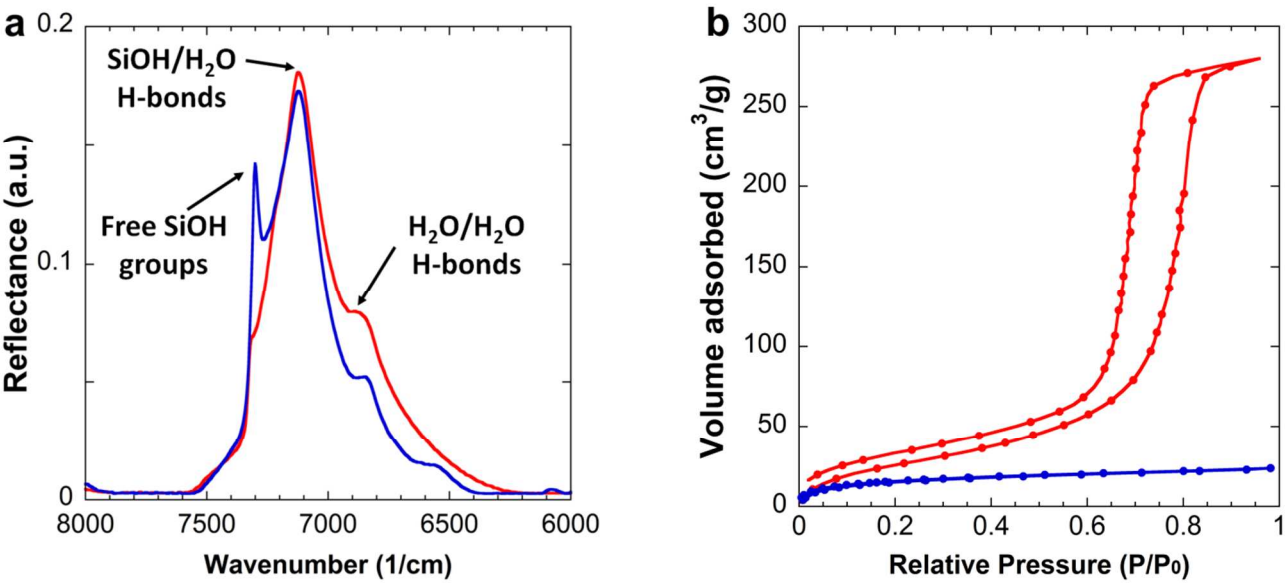 a
0.2
0.1
0
Reflectance (a.u.)
SiOH/H₂O
H-bonds
Free SiOH
groups
H₂O/H₂O
H-bonds
8000 7500 7000 6500 6000
Wavenumber (1/cm)
b
300
250
200
150
100
50
0
Volume adsorbed (cm³/g)
0 0.2 0.4 0.6 0.8 1
Relative Pressure (P/P₀)